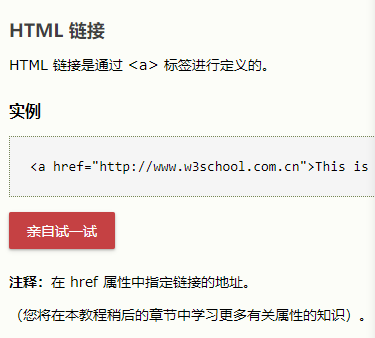 HTML 链接
HTML 链接是通过 <a> 标签进行定义的。
实例
<a href="http://www.w3school.com.cn">This is
亲自试一试
注释：在 href 属性中指定链接的地址。
（您将在本教程稍后的章节中学习更多有关属性的知识）。